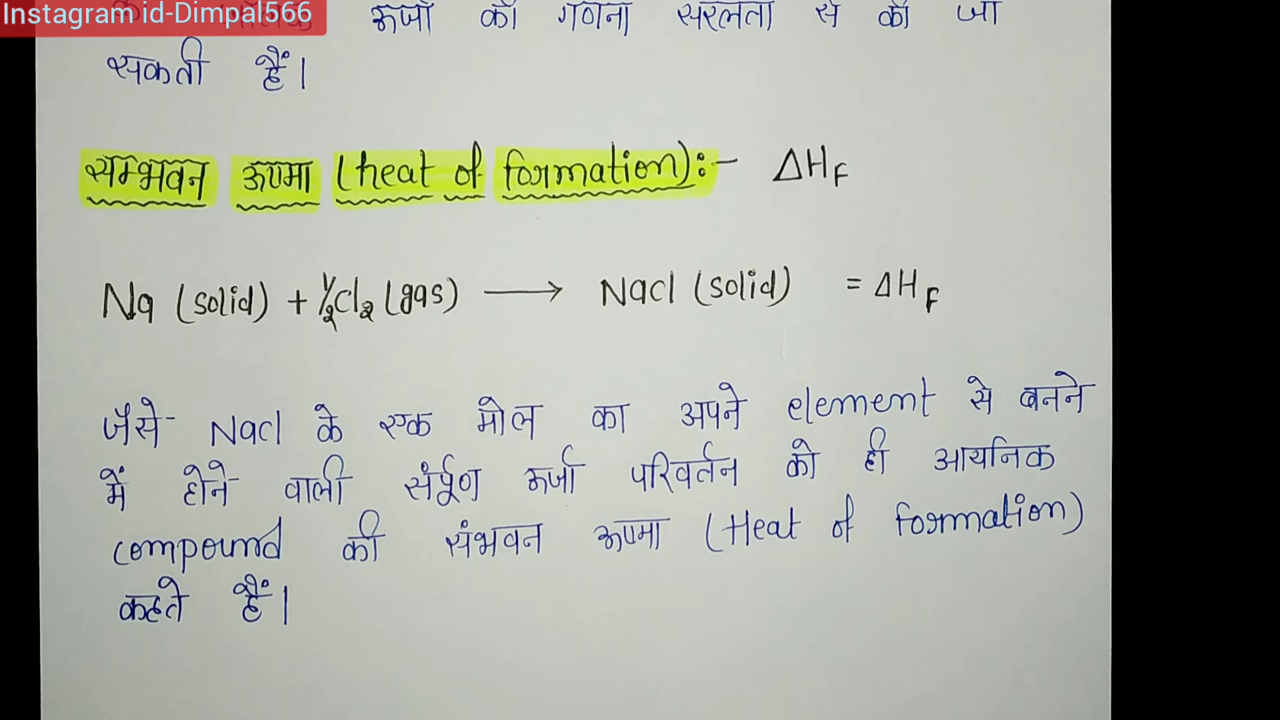 Instagram id-Dimpal566
ऊर्जा की गणना सरलता से की जा
सकती हैं।
सम्भवन ऊष्मा (heat of formation):- ΔHF
Na (solid) + 1/2Cl2 (gas) ⟶ Nacl (solid) = ΔHF
जैसे- Nacl के एक मोल का अपने element से बनने
में होने वाली संर्पूण ऊर्जा परिवर्तन को ही आयनिक
compound की संभवन ऊष्मा (Heat of formation)
कहते हैं।